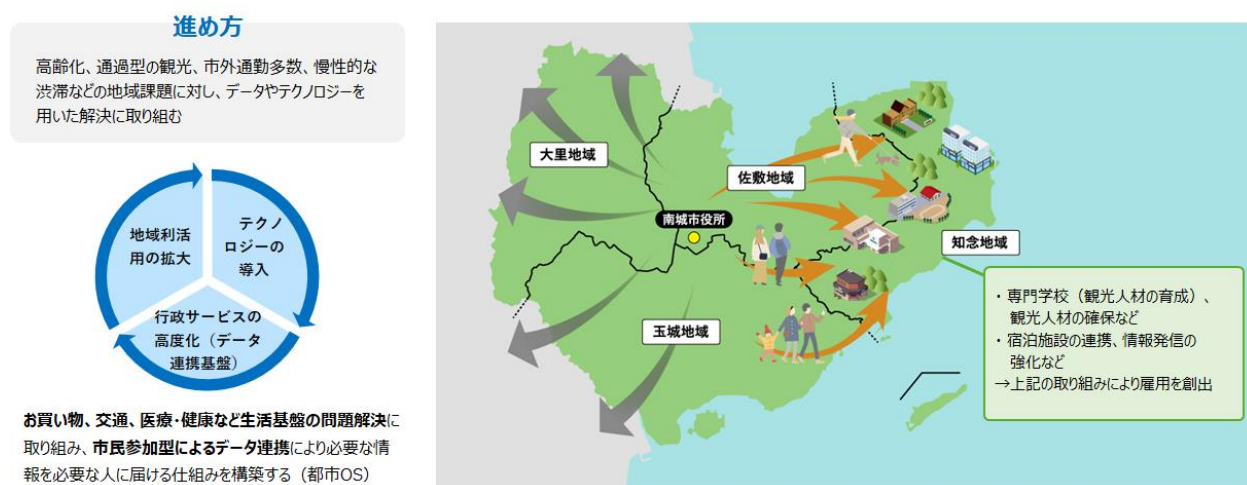 進め方
高齢化、通過型の観光、市外通勤多数、慢性的な
渋滞などの地域課題に対し、データやテクノロジーを
用いた解決に取り組む
地域利活
用の拡大
テクノ
ロジーの
導入
行政サービスの
高度化（データ
連携基盤）
お買い物、交通、医療・健康など生活基盤の問題解決に
取り組み、市民参加型によるデータ連携により必要な情
報を必要な人に届ける仕組みを構築する（都市OS）
大里地域
佐敷地域
南城市役所
知念地域
玉城地域
・専門学校（観光人材の育成）、
観光人材の確保など
・宿泊施設の連携、情報発信の
強化など
→上記の取り組みにより雇用を創出